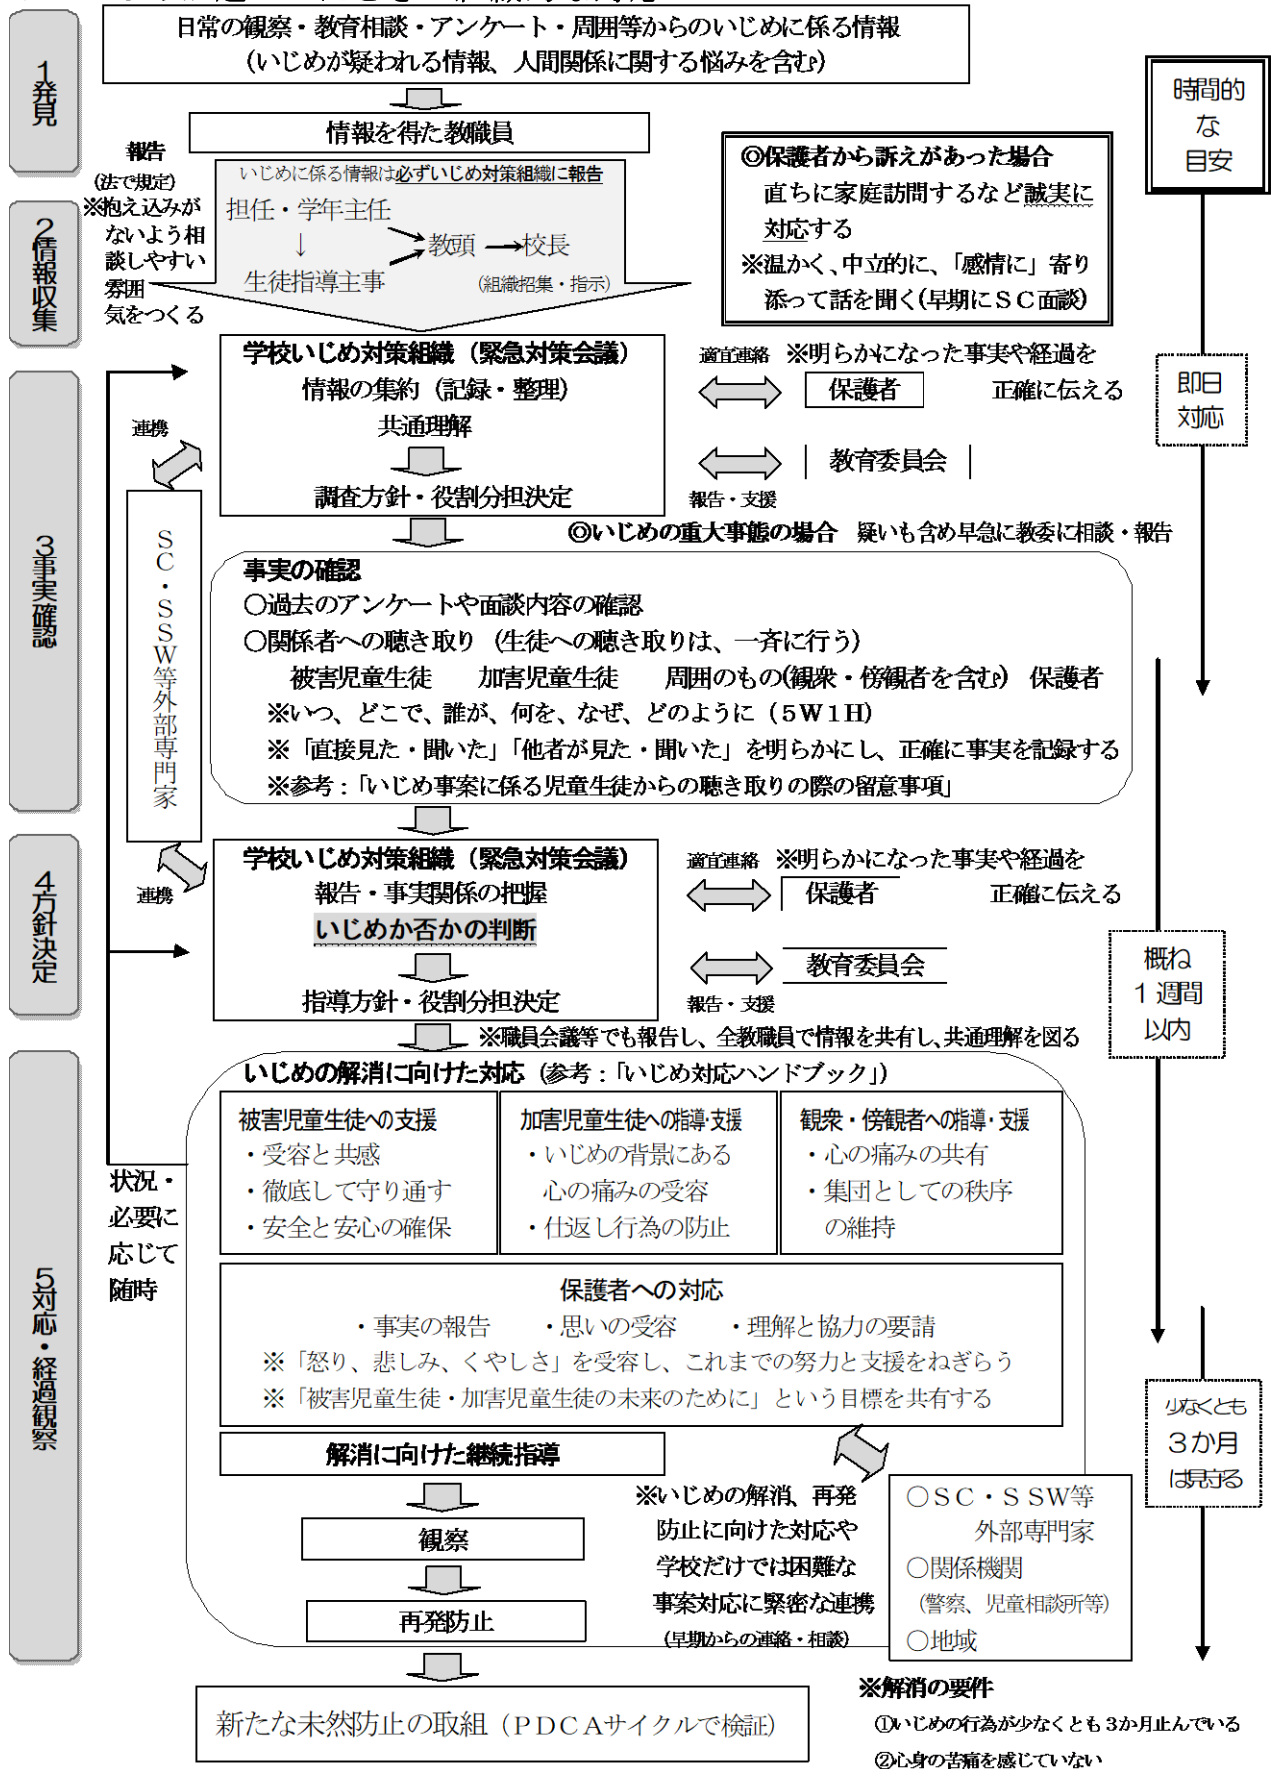 日常の観察・教育相談・アンケート・周囲等からのいじめに係る情報
(いじめが疑われる情報、人間関係に関する悩みを含む)
1発見
時間的
な
目安
情報を得た教職員
報告
(法で規定)
※抱え込みが
ないよう相
談しやすい
雰囲
気をつくる
いじめに係る情報は必ずいじめ対策組織に報告
担任・学年主任
↓
教頭
校長
生徒指導主事
(組織招集・指示)
◎保護者から訴えがあった場合
直ちに家庭訪問するなど誠実に
対応する
※温かく、中立的に、「感情に」寄り
添って話を聞く(早期にSC面談)
2情報収集
学校いじめ対策組織(緊急対策会議)
情報の集約(記録・整理)
共通理解
調査方針・役割分担決定
適宜連絡
※明らかになった事実や経過を
正確に伝える
保護者
教育委員会
報告・支援
即日
対応
連携
◎いじめの重大事態の場合 疑いも含め早急に教委に相談・報告
3事実確認
SC・SSW等外部専門家
事実の確認
○過去のアンケートや面談内容の確認
○関係者への聴き取り(生徒への聴き取りは、一斉に行う)
被害児童生徒 加害児童生徒 周囲のもの(観衆・傍観者を含む) 保護者
※いつ、どこで、誰が、何を、なぜ、どのように(5W1H)
※「直接見た・聞いた」「他者が見た・聞いた」を明らかにし、正確に事実を記録する
※参考:「いじめ事案に係る児童生徒からの聴き取りの際の留意事項」
4方針決定
連携
学校いじめ対策組織(緊急対策会議)
報告・事実関係の把握
いじめか否かの判断
指導方針・役割分担決定
適宜連絡
※明らかになった事実や経過を
正確に伝える
保護者
教育委員会
報告・支援
概ね
1週間
以内
※職員会議等でも報告し、全教職員で情報を共有し、共通理解を図る
5対応・経過観察
状況・
必要に
応じて
随時
いじめの解消に向けた対応(参考:「いじめ対応ハンドブック」)
被害児童生徒への支援
・受容と共感
・徹底して守り通す
・安全と安心の確保
加害児童生徒への指導・支援
・いじめの背景にある
心の痛みの受容
・仕返し行為の防止
観衆・傍観者への指導・支援
・心の痛みの共有
・集団としての秩序
の維持
保護者への対応
・事実の報告 ・思いの受容 ・理解と協力の要請
※「怒り、悲しみ、くやしさ」を受容し、これまでの努力と支援をねぎらう
※「被害児童生徒・加害児童生徒の未来のために」という目標を共有する
少なくとも
3か月
は見守る
解消に向けた継続指導
観察
再発防止
※いじめの解消、再発
防止に向けた対応や
学校だけでは困難な
事案対応に緊密な連携
(早期からの連絡・相談)
○SC・SSW等
外部専門家
○関係機関
(警察、児童相談所等)
○地域
新たな未然防止の取組(PDCAサイクルで検証)
※解消の要件
①いじめの行為が少なくとも3か月止んでいる
②心身の苦痛を感じていない